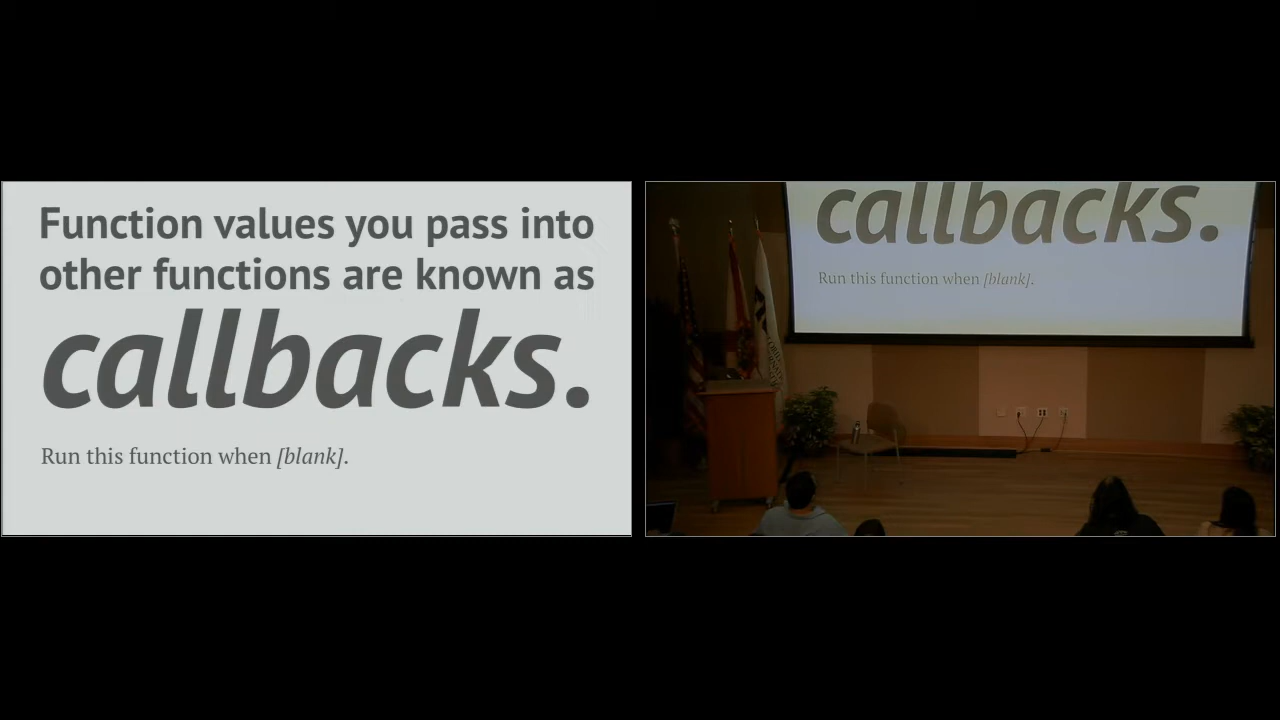 Function values you pass into
other functions are known as
callbacks.
Run this function when [blank].
callbacks.
Run this function when [blank].